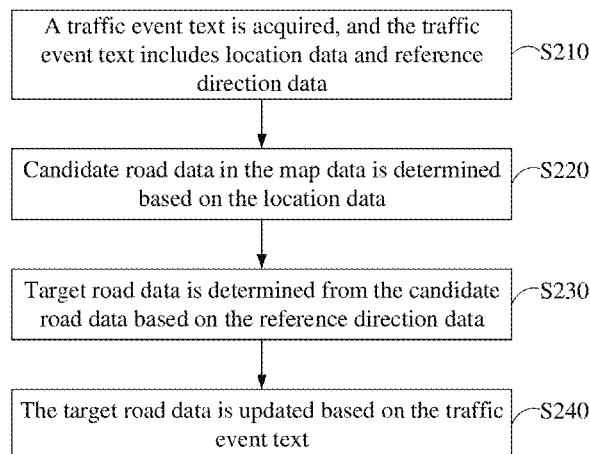 A traffic event text is acquired, and the traffic
event text includes location data and reference
direction data
S210
Candidate road data in the map data is determined
based on the location data
S220
Target road data is determined from the candidate
road data based on the reference direction data
S230
The target road data is updated based on the traffic
event text
S240